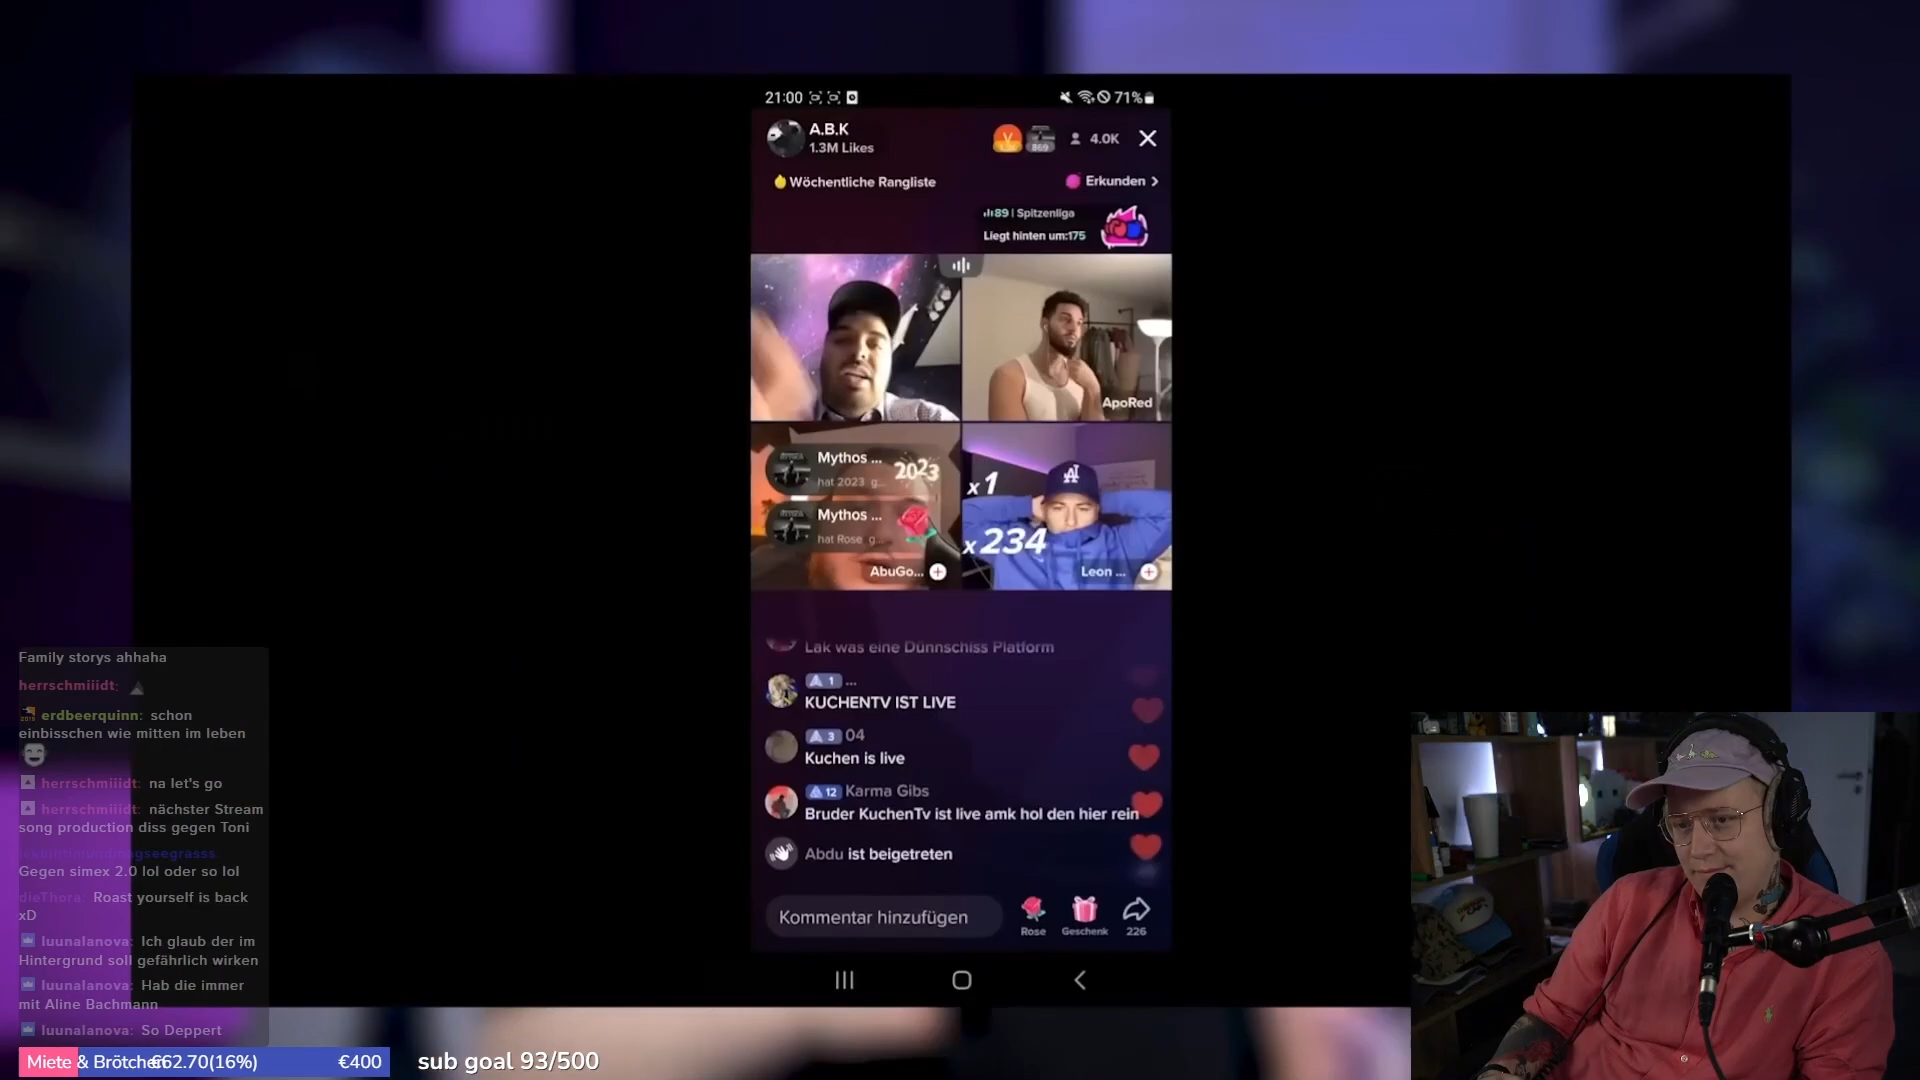 21:00
71%
A.B.K
1.3M Likes
869
4.0K
Wöchentliche Rangliste
Erkunden
89 | Spitzenliga
Liegt hinten um:175
ApoRed
Mythos ...
hat 2023 g...
2023
x1
Mythos ...
hat Rose g...
x234
AbuGo...
Leon ...
Lak was eine Dünnschiss Platform
1 ...
KUCHENTV IST LIVE
3 04
Kuchen is live
12 Karma Gibs
Bruder KuchenTv ist live amk hol den hier rein
Abdu ist beigetreten
Kommentar hinzufügen
Rose
Geschenk
226
Family storys ahhaha
herrschmiiidt:
erdbeerquinn: schon
einbisschen wie mitten im leben
herrschmiiidt: na let's go
herrschmiiidt: nächster Stream
song production diss gegen Toni
Gegen simex 2.0 lol oder so lol
dieThora: Roast yourself is back
xD
luunalanova: Ich glaub der im
Hintergrund soll gefährlich wirken
luunalanova: Hab die immer
mit Aline Bachmann
luunalanova: So Deppert
Miete & Brötchen €62.70(16%) €400
sub goal 93/500